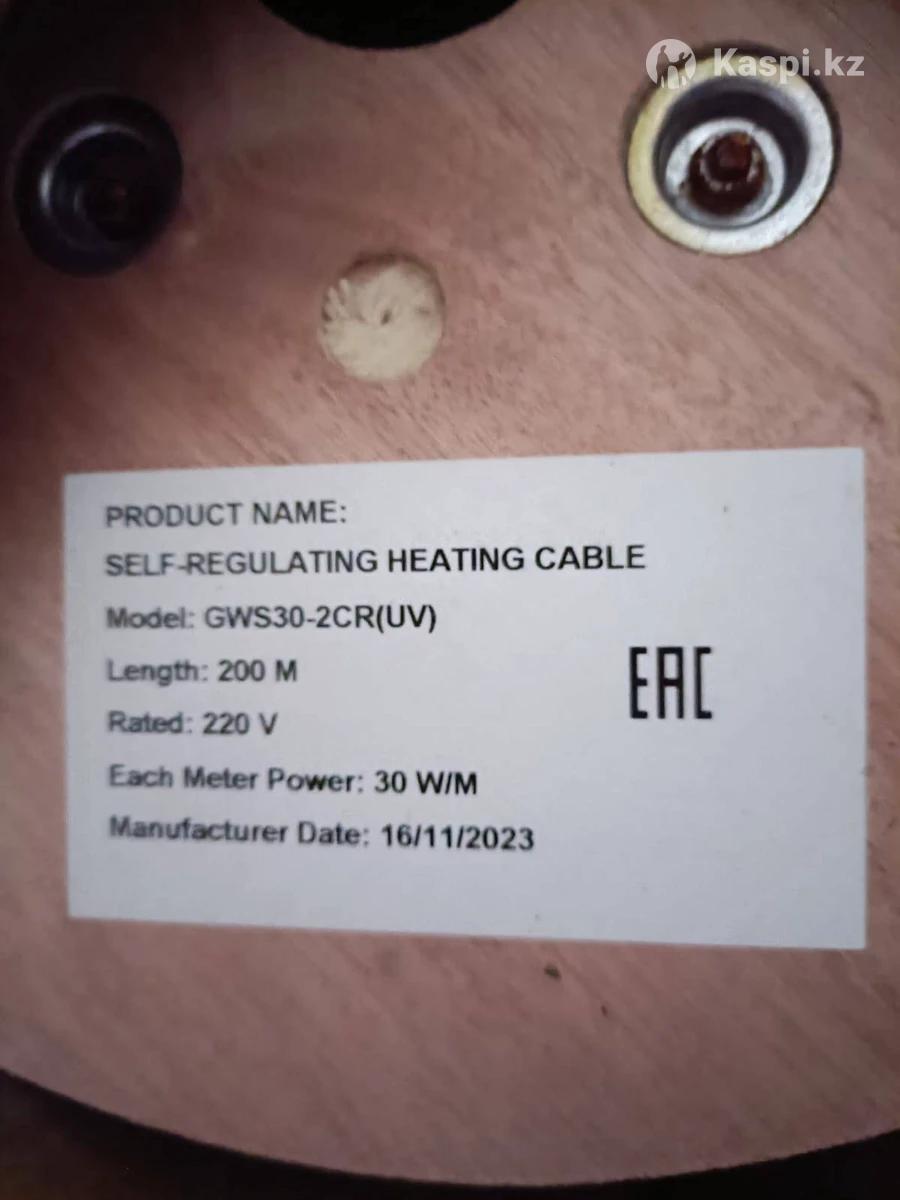 Kaspi.kz
PRODUCT NAME:
SELF-REGULATING HEATING CABLE
Model: GWS30-2CR(UV)
Length: 200 M
Rated: 220 V
EAC
Each Meter Power: 30 W/M
Manufacturer Date: 16/11/2023